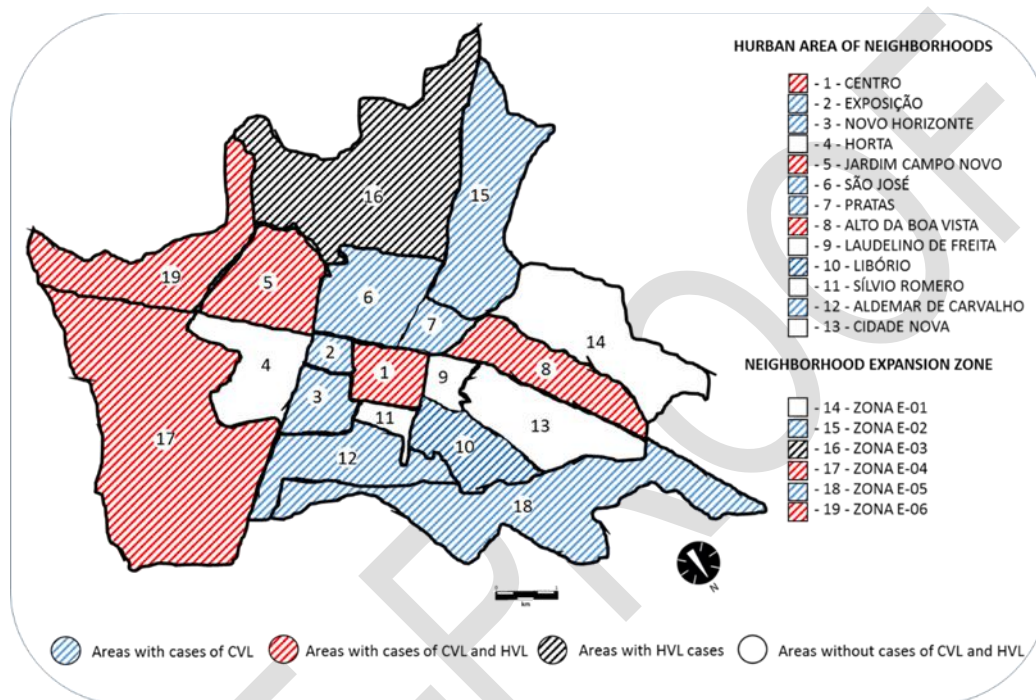 HURBAN AREA OF NEIGHBORHOODS
- 1 - CENTRO
- 2 - EXPOSIÇÃO
- 3 - NOVO HORIZONTE
- 4 - HORTA
- 5 - JARDIM CAMPO NOVO
- 6 - SÃO JOSÉ
- 7 - PRATAS
- 8 - ALTO DA BOA VISTA
- 9 - LAUDELINO DE FREITA
- 10 - LIBÓRIO
- 11 - SÍLVIO ROMERO
- 12 - ALDEMAR DE CARVALHO
- 13 - CIDADE NOVA
NEIGHBORHOOD EXPANSION ZONE
- 14 - ZONA E-01
- 15 - ZONA E-02
- 16 - ZONA E-03
- 17 - ZONA E-04
- 18 - ZONA E-05
- 19 - ZONA E-06
16
15
19
5
6
7
14
2
4
1
9
8
3
11
13
17
10
12
18
N
km
Areas with cases of CVL
Areas with cases of CVL and HVL
Areas with HVL cases
Areas without cases of CVL and HVL